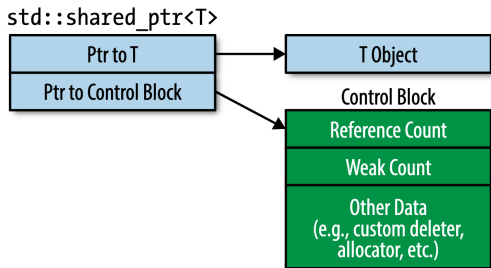 std::shared_ptr<T>
Ptr to T
T Object
Ptr to Control Block
Control Block
Reference Count
Weak Count
Other Data
(e.g., custom deleter,
allocator, etc.)